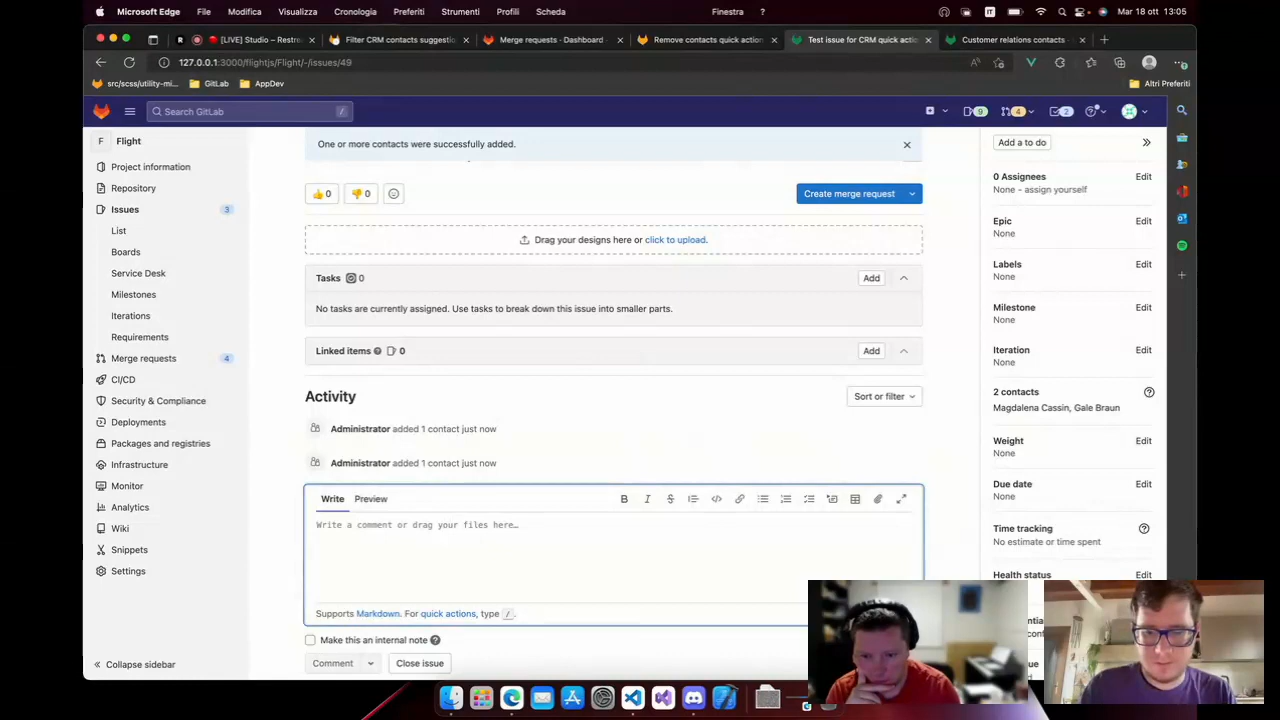 Microsoft Edge File Modifica Visualizza Cronologia Preferiti Strumenti Profili Scheda Finestra ? IT Mar 18 ott 13:05
[LIVE] Studio – Restre
Filter CRM contacts suggestio
Merge requests · Dashboard
Remove contacts quick action
Test issue for CRM quick actio
Customer relations contacts ·
127.0.0.1:3000/flightjs/Flight/-/issues/49
src/scss/utility-mi...
GitLab
AppDev
Altri Preferiti
Search GitLab /
9 4 2
F Flight
Project information
Repository
Issues 3
List
Boards
Service Desk
Milestones
Iterations
Requirements
Merge requests 4
CI/CD
Security & Compliance
Deployments
Packages and registries
Infrastructure
Monitor
Analytics
Wiki
Snippets
Settings
Collapse sidebar
One or more contacts were successfully added.
0 0
Create merge request
Drag your designs here or click to upload.
Tasks 0 Add
No tasks are currently assigned. Use tasks to break down this issue into smaller parts.
Linked items 0 Add
Activity
Sort or filter
Administrator added 1 contact just now
Administrator added 1 contact just now
Write Preview
Write a comment or drag your files here…
Supports Markdown. For quick actions, type /.
Make this an internal note
Comment
Close issue
Add a to do
0 Assignees Edit
None - assign yourself
Epic Edit
None
Labels Edit
None
Milestone Edit
None
Iteration Edit
None
2 contacts
Magdalena Cassin, Gale Braun
Weight Edit
None
Due date Edit
None
Time tracking
No estimate or time spent
Health status Edit